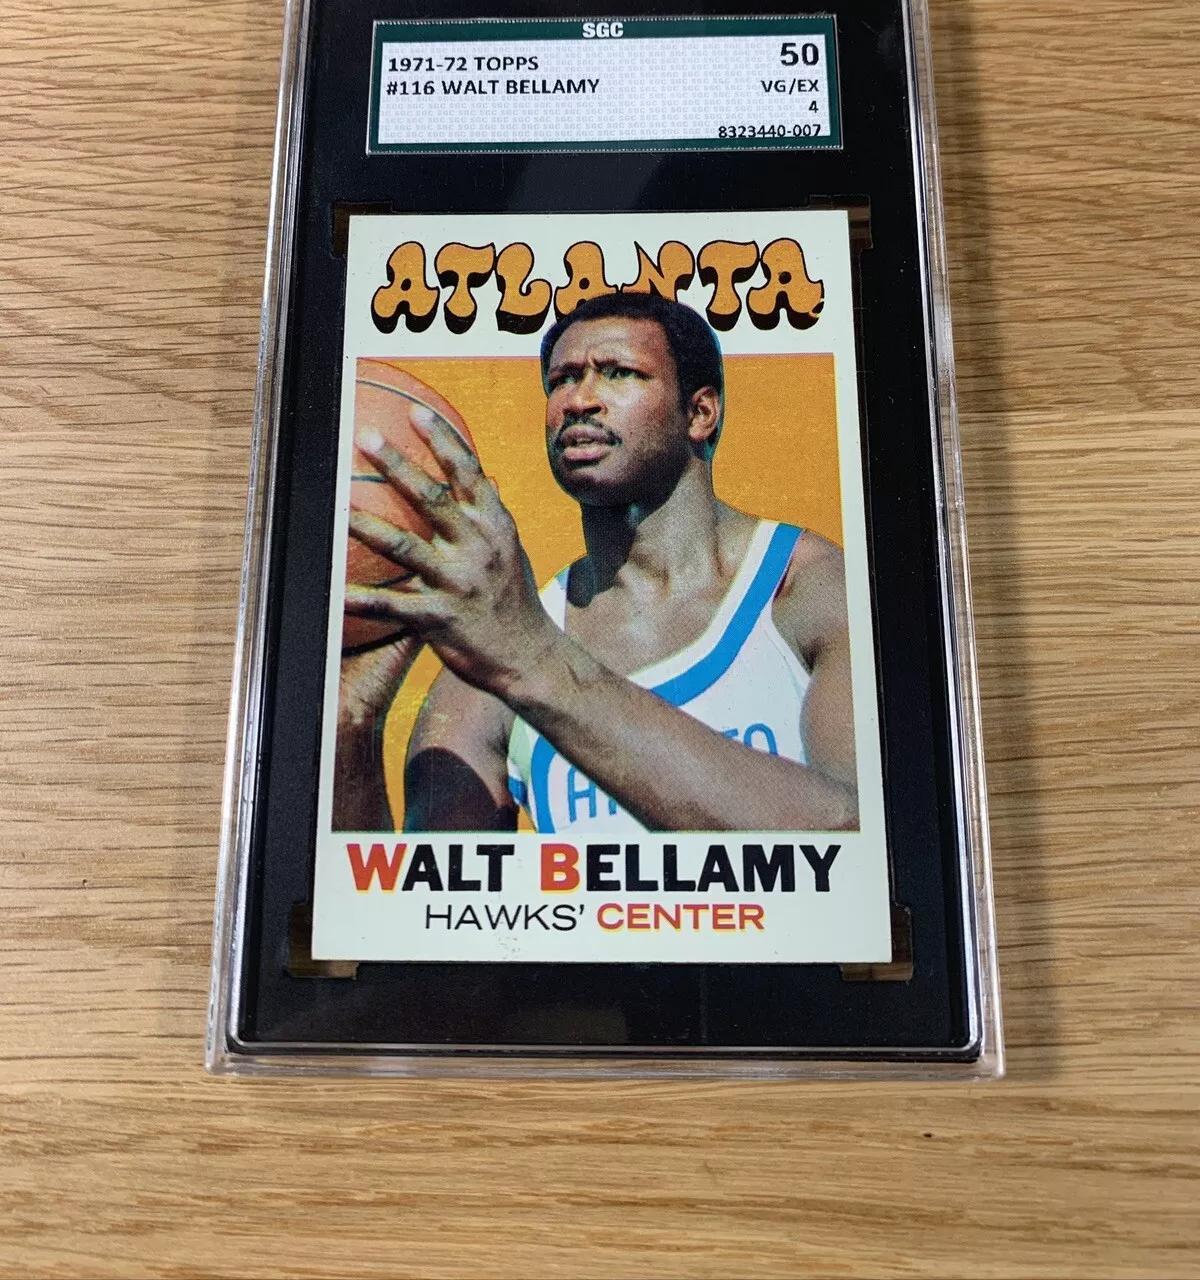 SGC
1971-72 TOPPS 50
#116 WALT BELLAMY VG/EX
4
8323440-007
ATLANTA
WALT BELLAMY
HAWKS' CENTER